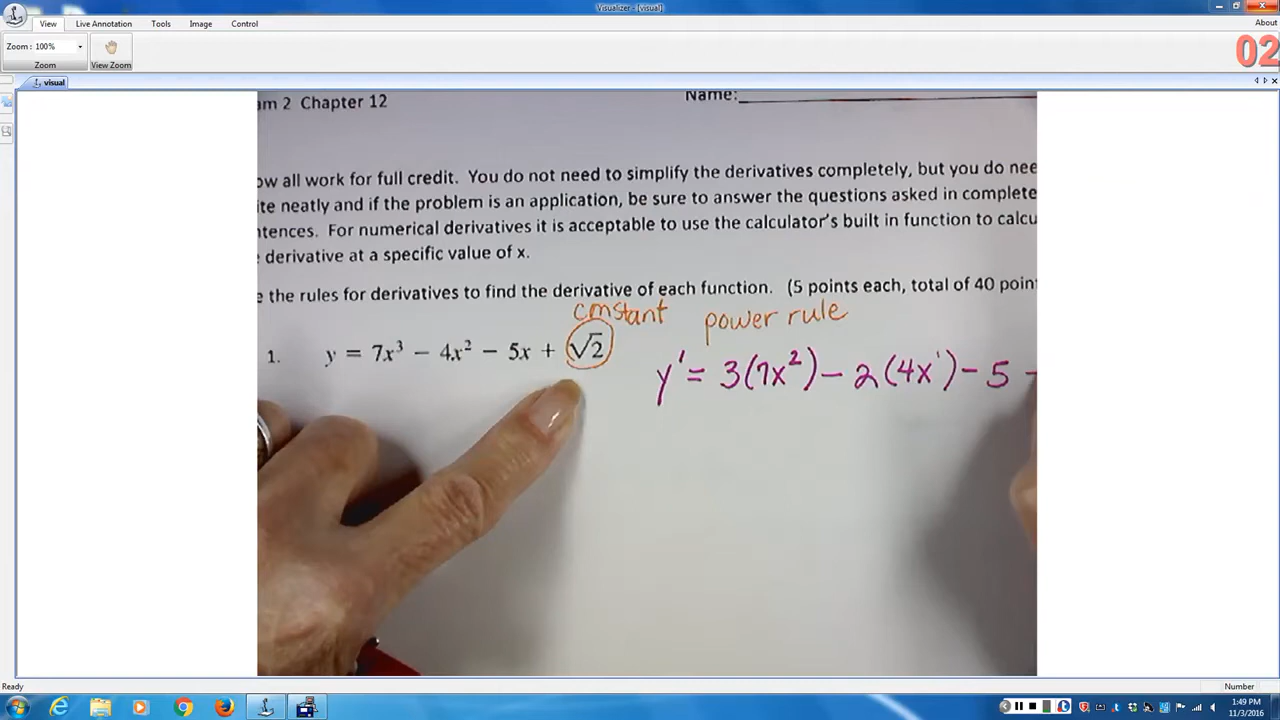 Visualizer - [visual]
View Live Annotation Tools Image Control
About
Zoom : 100%
Zoom
View Zoom
02
visual
am 2 Chapter 12
Name:
ow all work for full credit. You do not need to simplify the derivatives completely, but you do nee
ite neatly and if the problem is an application, be sure to answer the questions asked in complete
ntences. For numerical derivatives it is acceptable to use the calculator's built in function to calcu
e derivative at a specific value of x.
e the rules for derivatives to find the derivative of each function. (5 points each, total of 40 poin
constant
power rule
1. y = 7x³ − 4x² − 5x + √2
y' = 3(7x²) − 2(4x¹) − 5 −
Ready
Number
1:49 PM
11/3/2016